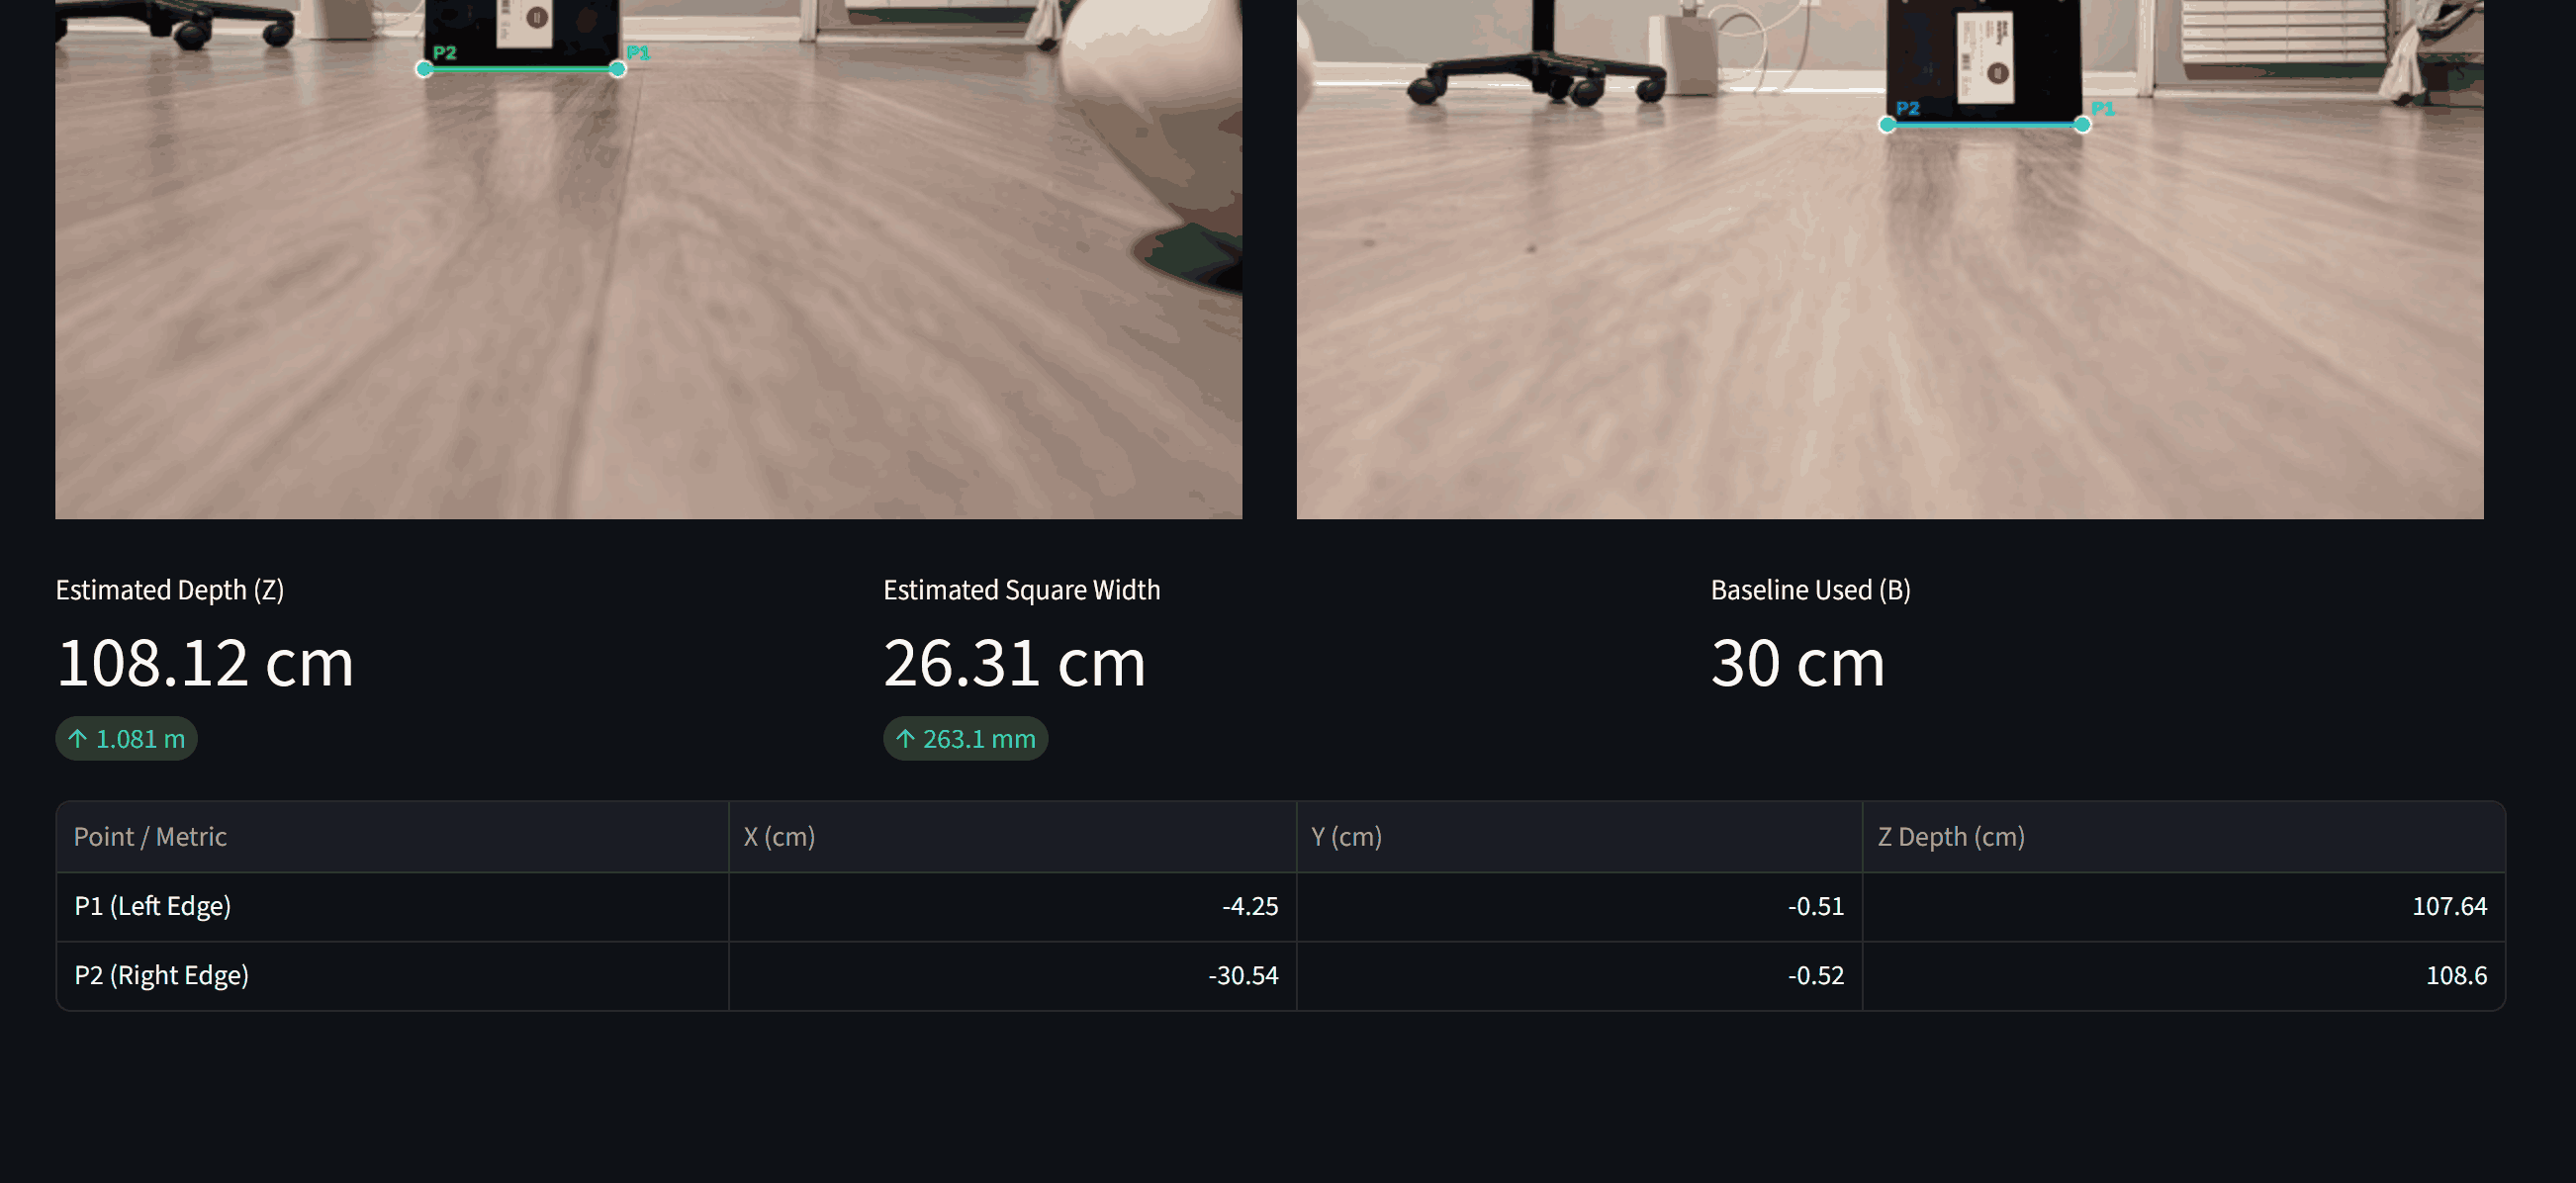 P2 P1
P2 P1
Estimated Depth (Z)
108.12 cm
↑ 1.081 m
Estimated Square Width
26.31 cm
↑ 263.1 mm
Baseline Used (B)
30 cm
Point / Metric X (cm) Y (cm) Z Depth (cm)
P1 (Left Edge) -4.25 -0.51 107.64
P2 (Right Edge) -30.54 -0.52 108.6